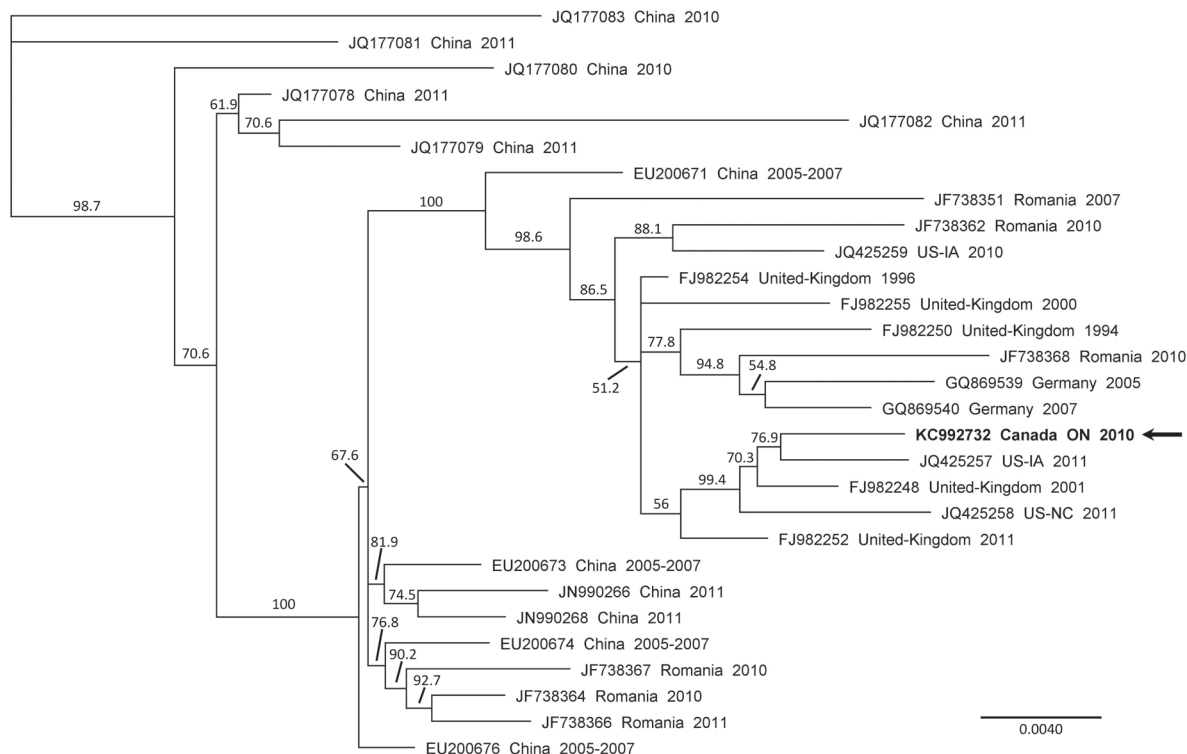 JQ177083 China 2010
JQ177081 China 2011
JQ177080 China 2010
JQ177078 China 2011
61.9
70.6
JQ177082 China 2011
JQ177079 China 2011
EU200671 China 2005-2007
100
JF738351 Romania 2007
98.7
JF738362 Romania 2010
88.1
98.6
JQ425259 US-IA 2010
FJ982254 United-Kingdom 1996
86.5
FJ982255 United-Kingdom 2000
FJ982250 United-Kingdom 1994
77.8
70.6
JF738368 Romania 2010
94.8
54.8
51.2
GQ869539 Germany 2005
GQ869540 Germany 2007
KC992732 Canada ON 2010
76.9
67.6
70.3
JQ425257 US-IA 2011
99.4
FJ982248 United-Kingdom 2001
56
JQ425258 US-NC 2011
FJ982252 United-Kingdom 2011
81.9
EU200673 China 2005-2007
74.5
JN990266 China 2011
100
JN990268 China 2011
76.8
EU200674 China 2005-2007
90.2
JF738367 Romania 2010
92.7
JF738364 Romania 2010
JF738366 Romania 2011
0.0040
EU200676 China 2005-2007